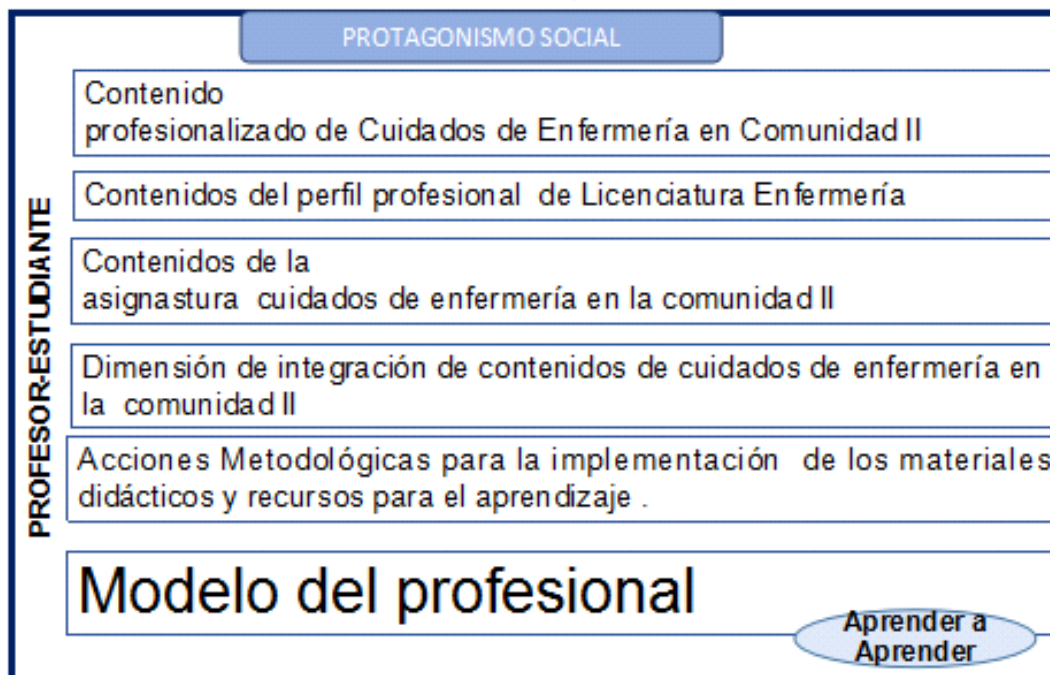 PROTAGONISMO SOCIAL
Contenido
profesionalizado de Cuidados de Enfermería en Comunidad II
Contenidos del perfil profesional de Licenciatura Enfermería
Contenidos de la
asignastura cuidados de enfermería en la comunidad II
Dimensión de integración de contenidos de cuidados de enfermería en
la comunidad II
Acciones Metodológicas para la implementación de los materiales
didácticos y recursos para el aprendizaje .
Modelo del profesional
Aprender a
Aprender
PROFESOR-ESTUDIANTE